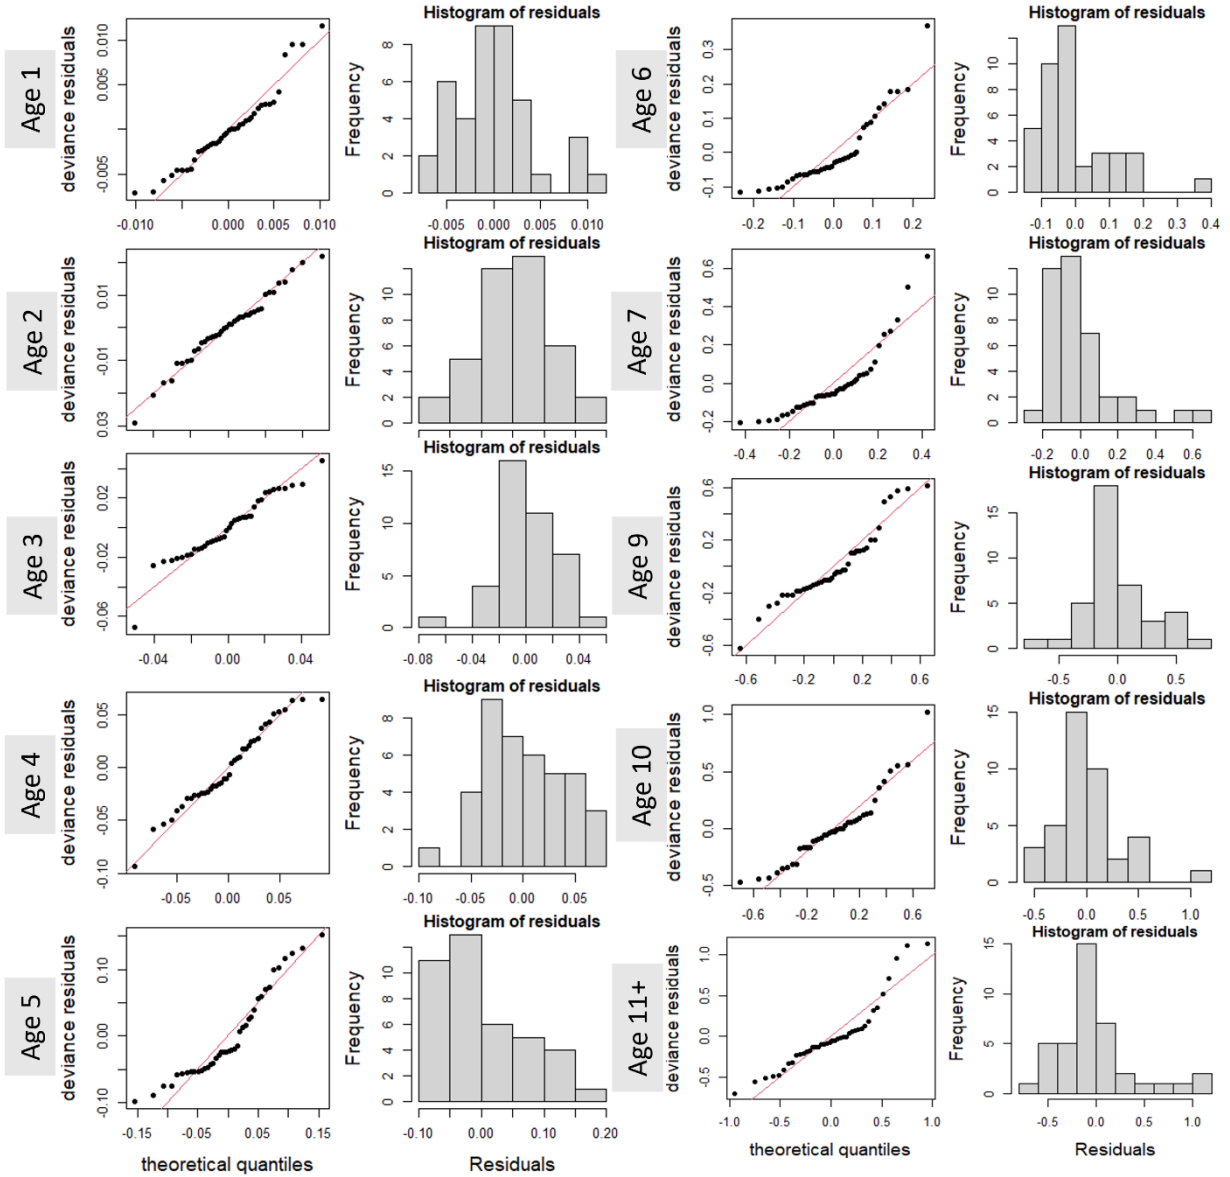 Age 1
deviance residuals
-0.005 0.005 0.010
-0.010 0.000 0.005 0.010
Histogram of residuals
Frequency
0 2 4 6 8
-0.005 0.000 0.005 0.010
Age 6
deviance residuals
-0.1 0.0 0.1 0.2 0.3
-0.2 -0.1 0.0 0.1 0.2
Histogram of residuals
Frequency
0 2 4 6 10
-0.1 0.0 0.1 0.2 0.3 0.4
Age 2
deviance residuals
0.03 -0.01 0.01
Histogram of residuals
Frequency
0 2 4 6 10
Age 7
deviance residuals
-0.2 0.0 0.2 0.4 0.6
-0.4 -0.2 0.0 0.2 0.4
Histogram of residuals
Frequency
0 2 4 6 10
-0.2 0.0 0.2 0.4 0.6
Age 3
deviance residuals
-0.06 -0.02 0.02
-0.04 0.00 0.04
Histogram of residuals
Frequency
0 5 10 15
-0.08 -0.04 0.00 0.04
Age 9
deviance residuals
-0.6 -0.2 0.2 0.6
-0.6 -0.2 0.2 0.6
Histogram of residuals
Frequency
0 5 10 15
-0.5 0.0 0.5
Age 4
deviance residuals
-0.10 -0.05 0.00 0.05
-0.05 0.00 0.05
Histogram of residuals
Frequency
0 2 4 6 8
-0.10 0.00 0.05
Age 10
deviance residuals
-0.5 0.0 0.5 1.0
-0.6 -0.2 0.2 0.6
Histogram of residuals
Frequency
0 5 10 15
-0.5 0.0 0.5 1.0
Age 5
deviance residuals
-0.10 0.00 0.10
-0.15 -0.05 0.05 0.15
theoretical quantiles
Histogram of residuals
Frequency
0 2 4 6 10
-0.10 0.00 0.10 0.20
Residuals
Age 11+
deviance residuals
-0.5 0.0 0.5 1.0
-1.0 -0.5 0.0 0.5 1.0
theoretical quantiles
Histogram of residuals
Frequency
0 5 10 15
-0.5 0.0 0.5 1.0
Residuals